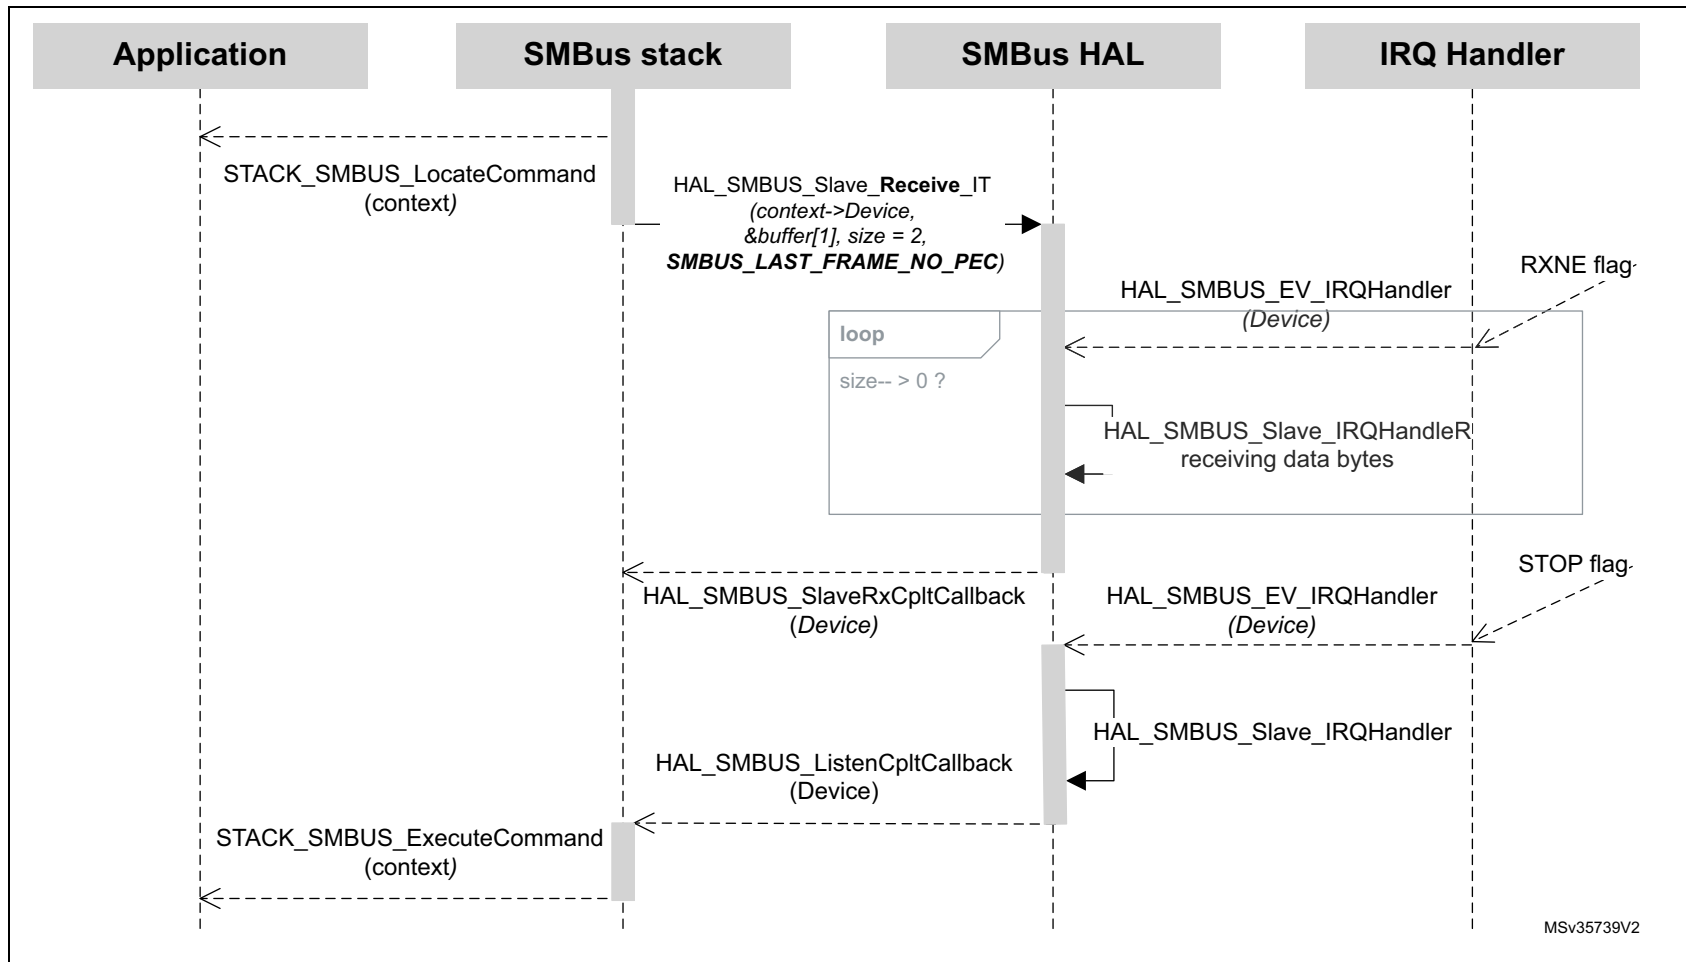 Application
SMBus stack
SMBus HAL
IRQ Handler
STACK_SMBUS_LocateCommand
(context)
HAL_SMBUS_Slave_Receive_IT
(context->Device,
&buffer[1], size = 2,
SMBUS_LAST_FRAME_NO_PEC)
RXNE flag
HAL_SMBUS_EV_IRQHandler
(Device)
loop
size-- > 0 ?
HAL_SMBUS_Slave_IRQHandleR
receiving data bytes
STOP flag
HAL_SMBUS_SlaveRxCpltCallback
(Device)
HAL_SMBUS_EV_IRQHandler
(Device)
HAL_SMBUS_Slave_IRQHandler
HAL_SMBUS_ListenCpltCallback
(Device)
STACK_SMBUS_ExecuteCommand
(context)
MSv35739V2